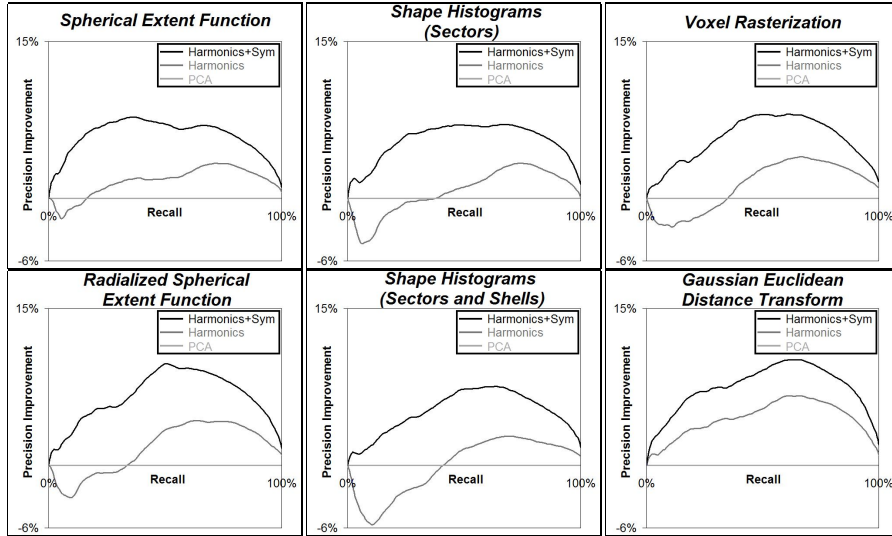 Spherical Extent Function
15%
Harmonics+Sym
Harmonics
PCA
Precision Improvement
0%
Recall
100%
-6%
Shape Histograms
(Sectors)
15%
Harmonics+Sym
Harmonics
PCA
Precision Improvement
0%
Recall
100%
-6%
Voxel Rasterization
15%
Harmonics+Sym
Harmonics
PCA
Precision Improvement
0%
Recall
100%
-6%
Radialized Spherical
Extent Function
15%
Harmonics+Sym
Harmonics
PCA
Precision Improvement
0%
Recall
100%
-6%
Shape Histograms
(Sectors and Shells)
15%
Harmonics+Sym
Harmonics
PCA
Precision Improvement
0%
Recall
100%
-6%
Gaussian Euclidean
Distance Transform
15%
Harmonics+Sym
Harmonics
PCA
Precision Improvement
0%
Recall
100%
-6%